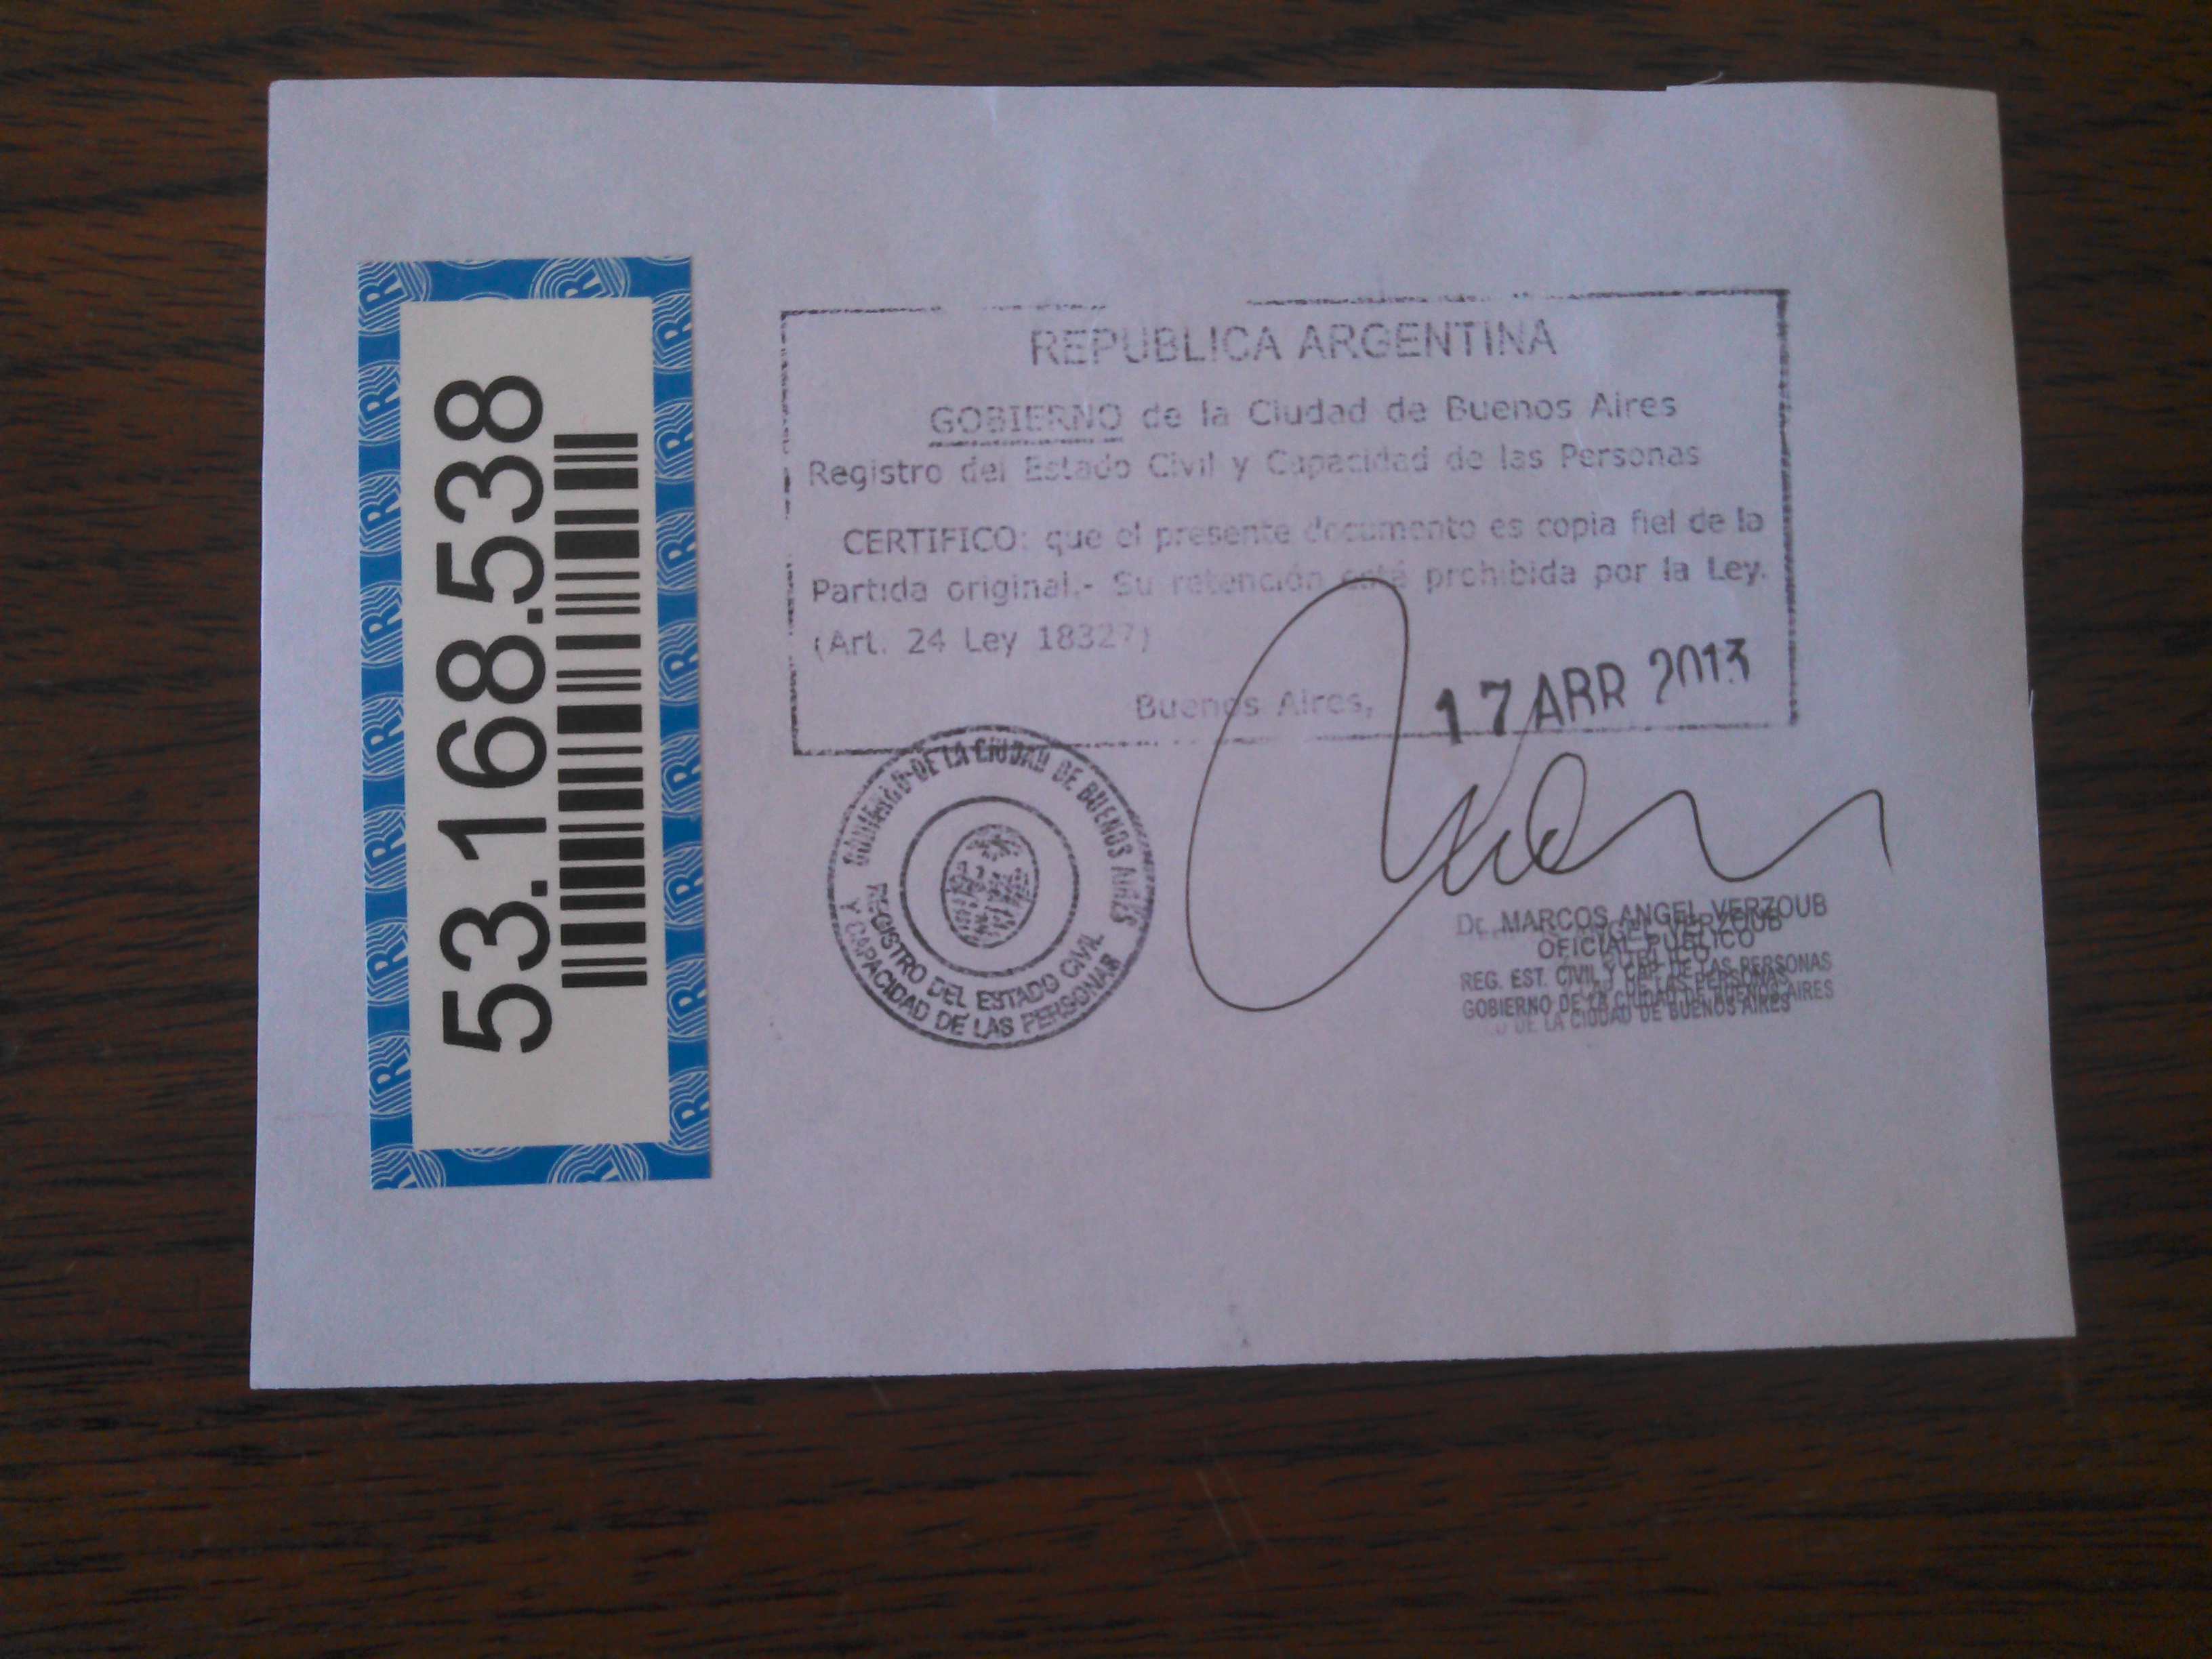 53.168.538
REPUBLICA ARGENTINA
GOBIERNO de la Ciudad de Buenos Aires
Registro del Estado Civil y Capacidad de las Personas
CERTIFICO: que el presente documento es copia fiel de la
Partida original.- Su retención está prohibida por la Ley.
(Art. 24 Ley 18327)
Buenos Aires, 17 ABR 2013
GOBIERNO DE LA CIUDAD DE BUENOS AIRES
REGISTRO DEL ESTADO CIVIL
Y CAPACIDAD DE LAS PERSONAS
Dr. MARCOS ANGEL VERZOUB
OFICIAL PUBLICO
REG. EST. CIVIL Y CAP. DE LAS PERSONAS
GOBIERNO DE LA CIUDAD DE BUENOS AIRES